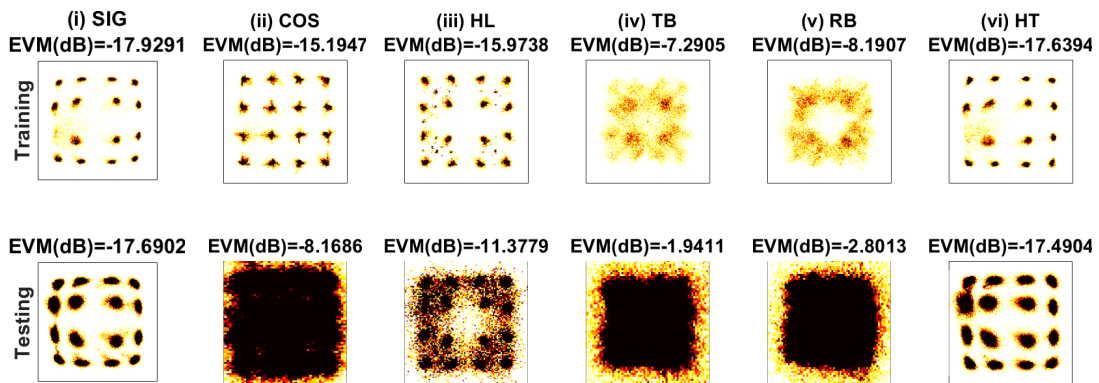 (i) SIG (ii) COS (iii) HL (iv) TB (v) RB (vi) HT
EVM(dB)=-17.9291 EVM(dB)=-15.1947 EVM(dB)=-15.9738 EVM(dB)=-7.2905 EVM(dB)=-8.1907 EVM(dB)=-17.6394
Training
EVM(dB)=-17.6902 EVM(dB)=-8.1686 EVM(dB)=-11.3779 EVM(dB)=-1.9411 EVM(dB)=-2.8013 EVM(dB)=-17.4904
Testing